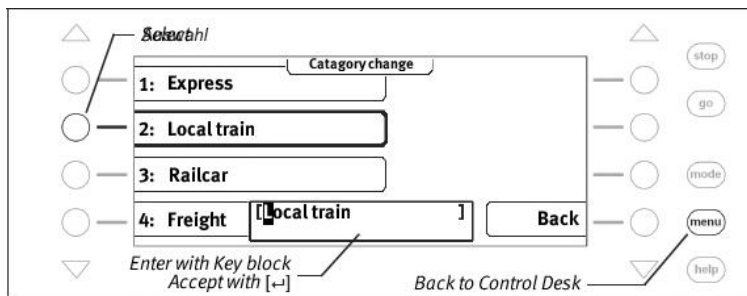 Select
Catagory change
stop
1: Express
go
2: Local train
3: Railcar
mode
4: Freight
[Local train ]
Back
menu
Enter with Key block
Accept with [↵]
Back to Control Desk
help